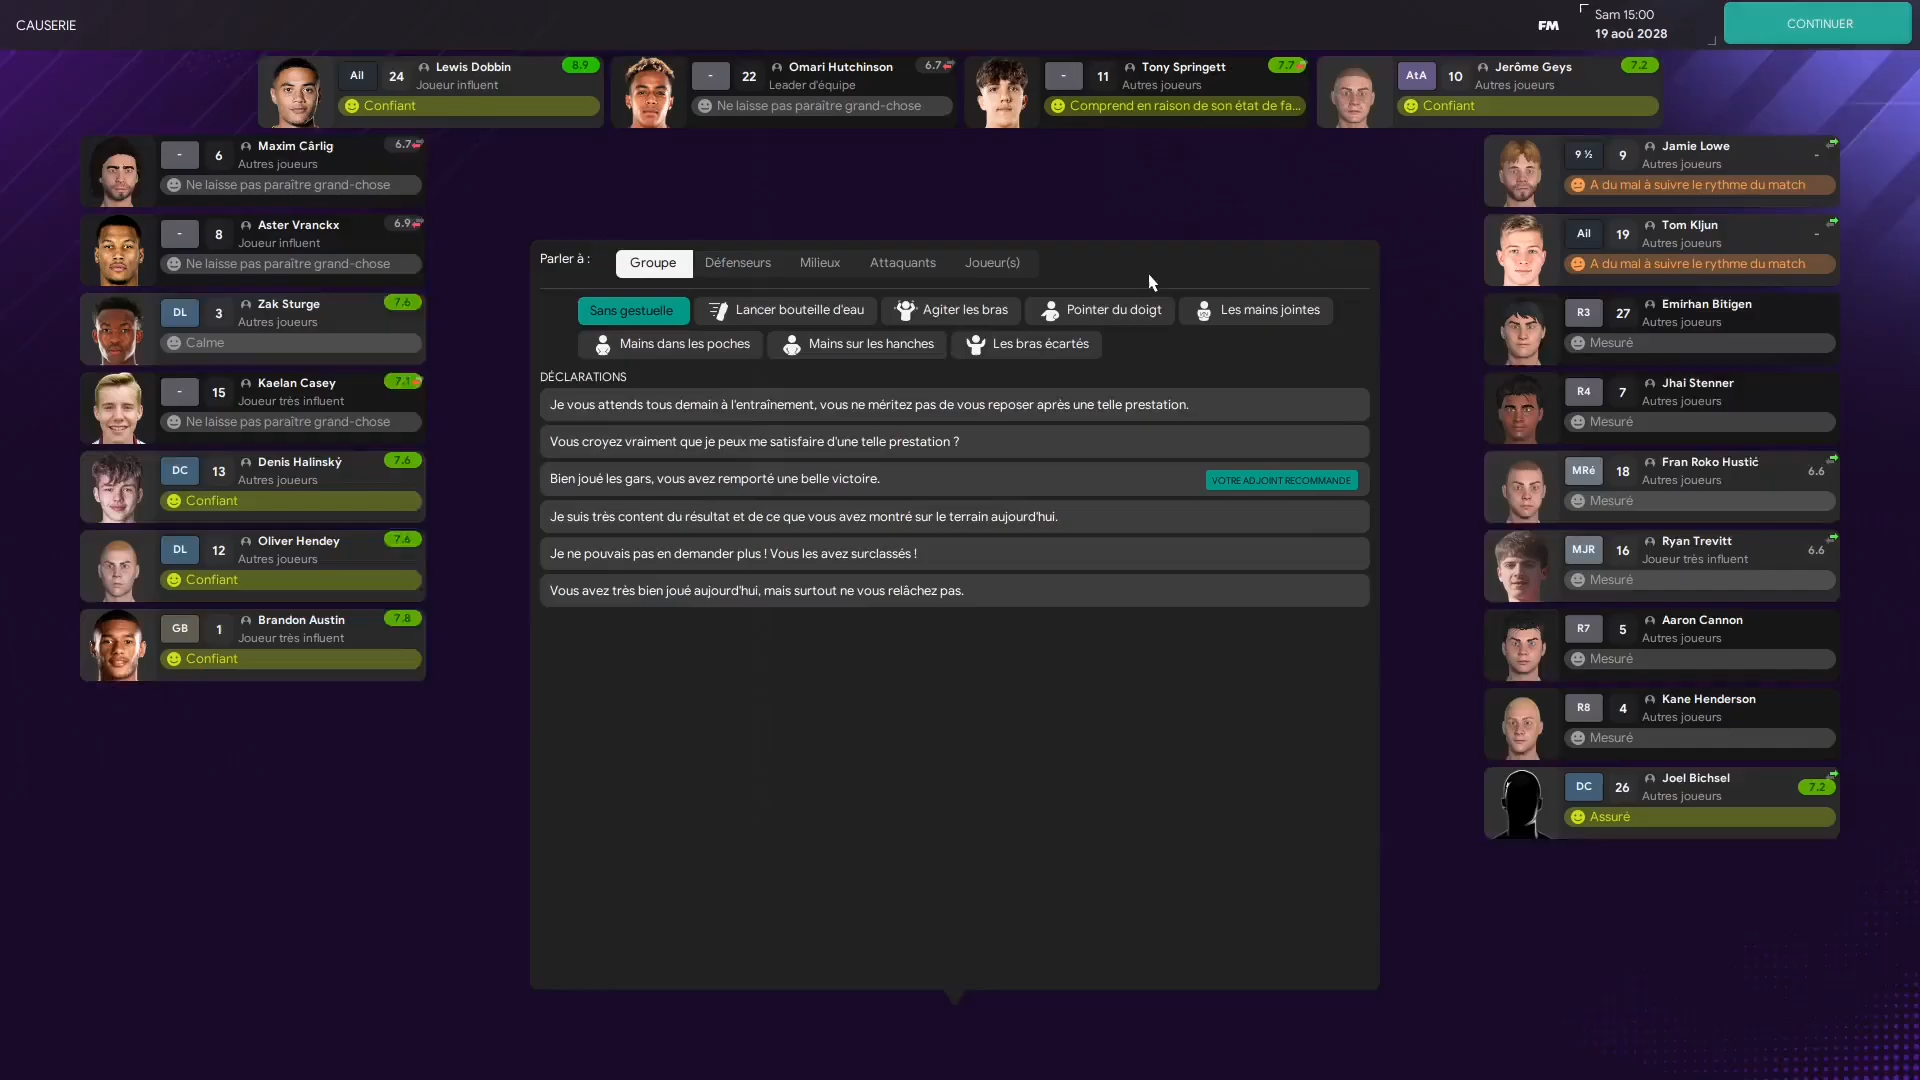 CAUSERIE
FM
Sam 15:00
19 aoû 2028
CONTINUER
Ail 24 Lewis Dobbin 8.9
Joueur influent
Confiant
- 22 Omari Hutchinson 6.7
Leader d'équipe
Ne laisse pas paraître grand-chose
- 11 Tony Springett 7.7
Autres joueurs
Comprend en raison de son état de fa...
AtA 10 Jerôme Geys 7.2
Autres joueurs
Confiant
- 6 Maxim Cârlig 6.7
Autres joueurs
Ne laisse pas paraître grand-chose
- 8 Aster Vranckx 6.9
Joueur influent
Ne laisse pas paraître grand-chose
DL 3 Zak Sturge 7.6
Autres joueurs
Calme
- 15 Kaelan Casey 7.1
Joueur très influent
Ne laisse pas paraître grand-chose
DC 13 Denis Halinský 7.6
Autres joueurs
Confiant
DL 12 Oliver Hendey 7.6
Autres joueurs
Confiant
GB 1 Brandon Austin 7.8
Joueur très influent
Confiant
Parler à : Groupe Défenseurs Milieux Attaquants Joueur(s)
Sans gestuelle Lancer bouteille d'eau Agiter les bras Pointer du doigt Les mains jointes
Mains dans les poches Mains sur les hanches Les bras écartés
DÉCLARATIONS
Je vous attends tous demain à l'entraînement, vous ne méritez pas de vous reposer après une telle prestation.
Vous croyez vraiment que je peux me satisfaire d'une telle prestation ?
Bien joué les gars, vous avez remporté une belle victoire. VOTRE ADJOINT RECOMMANDE
Je suis très content du résultat et de ce que vous avez montré sur le terrain aujourd'hui.
Je ne pouvais pas en demander plus ! Vous les avez surclassés !
Vous avez très bien joué aujourd'hui, mais surtout ne vous relâchez pas.
9 ½ 9 Jamie Lowe -
Autres joueurs
A du mal à suivre le rythme du match
Ail 19 Tom Kljun -
Autres joueurs
A du mal à suivre le rythme du match
R3 27 Emirhan Bitigen
Autres joueurs
Mesuré
R4 7 Jhai Stenner
Autres joueurs
Mesuré
MRé 18 Fran Roko Hustić 6.6
Autres joueurs
Mesuré
MJR 16 Ryan Trevitt 6.6
Joueur très influent
Mesuré
R7 5 Aaron Cannon
Autres joueurs
Mesuré
R8 4 Kane Henderson
Autres joueurs
Mesuré
DC 26 Joel Bichsel 7.2
Autres joueurs
Assuré